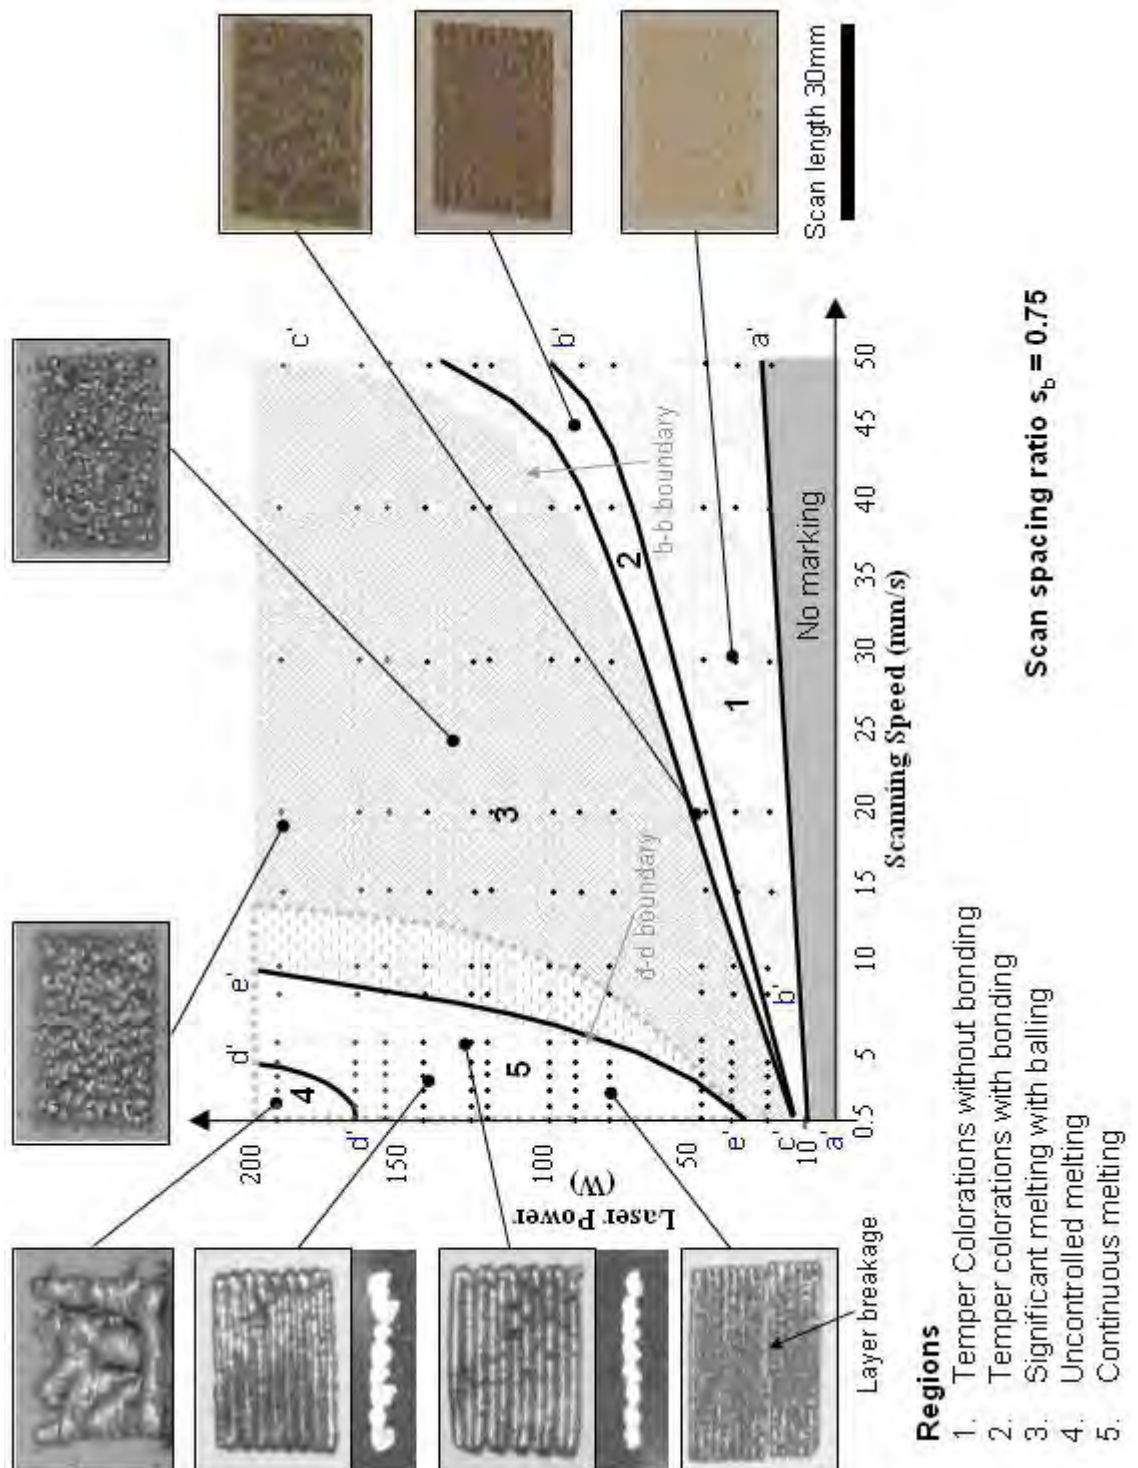 Scan length 30mm
200
150
100
50
10
Laser Power
(W)
d'
e'
c'
b'
a'
d
e'
c'
a'
b'
4
5
3
2
1
d-d boundary
b-b boundary
No marking
0.5
5
10
15
20
25
30
35
40
45
50
Scanning Speed (mm/s)
Layer breakage
Scan spacing ratio s_b = 0.75
Regions
1. Temper Colorations without bonding
2. Temper colorations with bonding
3. Significant melting with balling
4. Uncontrolled melting
5. Continuous melting